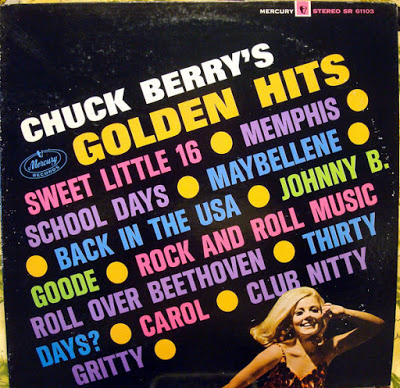 MERCURY STEREO SR 61103
CHUCK BERRY'S
GOLDEN HITS
Mercury
RECORDS
SWEET LITTLE 16 • MEMPHIS •
SCHOOL DAYS • MAYBELLENE •
• BACK IN THE USA • JOHNNY B.
GOODE • ROCK AND ROLL MUSIC
ROLL OVER BEETHOVEN • THIRTY
DAYS? • CAROL • CLUB NITTY
GRITTY •